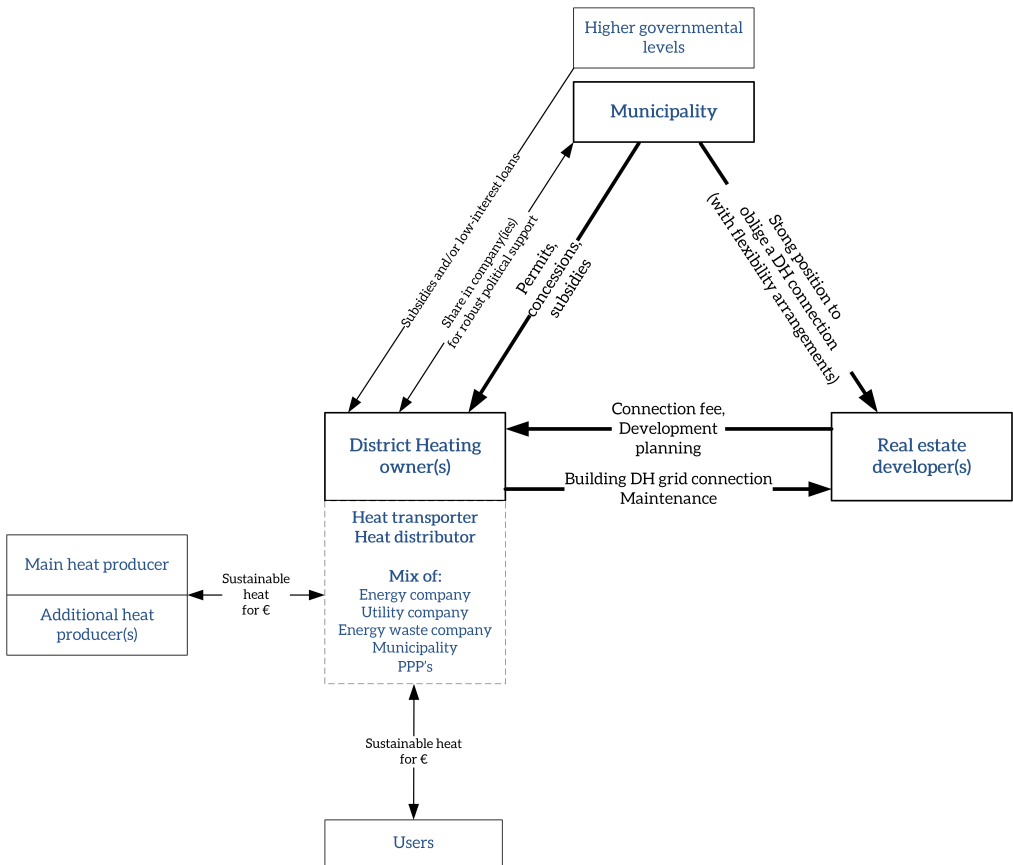 Higher governmental
levels
Municipality
Subsidies and/or low-interest loans
Share in company(ies)
for robust political support
Permits,
concessions,
subsidies
Stong position to
oblige a DH connection
(with flexibility arrangements)
District Heating
owner(s)
Connection fee,
Development
planning
Building DH grid connection
Maintenance
Real estate
developer(s)
Heat transporter
Heat distributor
Mix of:
Energy company
Utility company
Energy waste company
Municipality
PPP's
Main heat producer
Additional heat
producer(s)
Sustainable
heat
for €
Sustainable heat
for €
Users